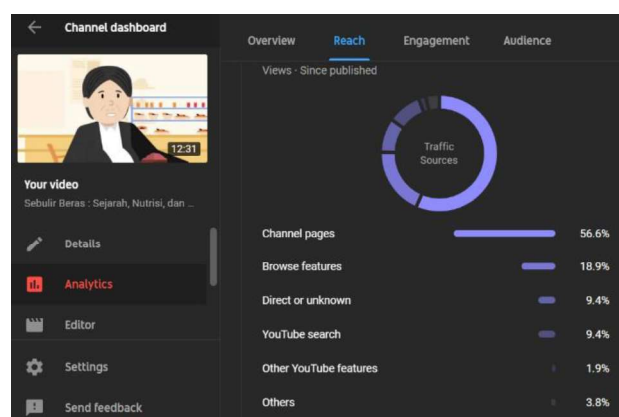 Channel dashboard
12:31
Your video
Sebulir Beras : Sejarah, Nutrisi, dan ...
Details
Analytics
Editor
Settings
Send feedback
Overview Reach Engagement Audience
Views · Since published
Traffic
Sources
Channel pages 56.6%
Browse features 18.9%
Direct or unknown 9.4%
YouTube search 9.4%
Other YouTube features 1.9%
Others 3.8%